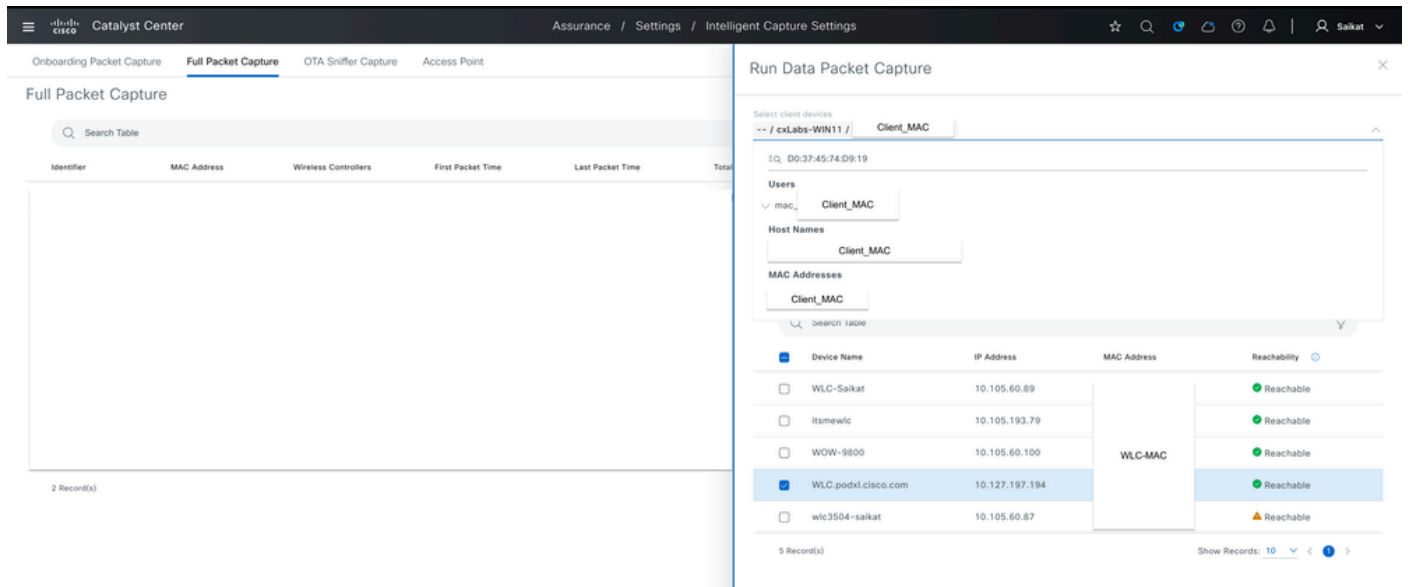 cisco Catalyst Center
Assurance / Settings / Intelligent Capture Settings
Saikat
Onboarding Packet Capture Full Packet Capture OTA Sniffer Capture Access Point
Full Packet Capture
Search Table
Identifier MAC Address Wireless Controllers First Packet Time Last Packet Time Total
2 Record(s)
Run Data Packet Capture
Select client devices
-- / cxLabs-WIN11 / Client_MAC
D0:37:45:74:D9:19
Users
mac_ Client_MAC
Host Names
Client_MAC
MAC Addresses
Client_MAC
Search Table
Device Name IP Address MAC Address Reachability
WLC-Saikat 10.105.60.89 Reachable
itsmewlc 10.105.193.79 Reachable
WOW-9800 10.105.60.100 WLC-MAC Reachable
WLC.podxl.cisco.com 10.127.197.194 Reachable
wlc3504-saikat 10.105.60.87 Reachable
5 Record(s) Show Records: 10 1